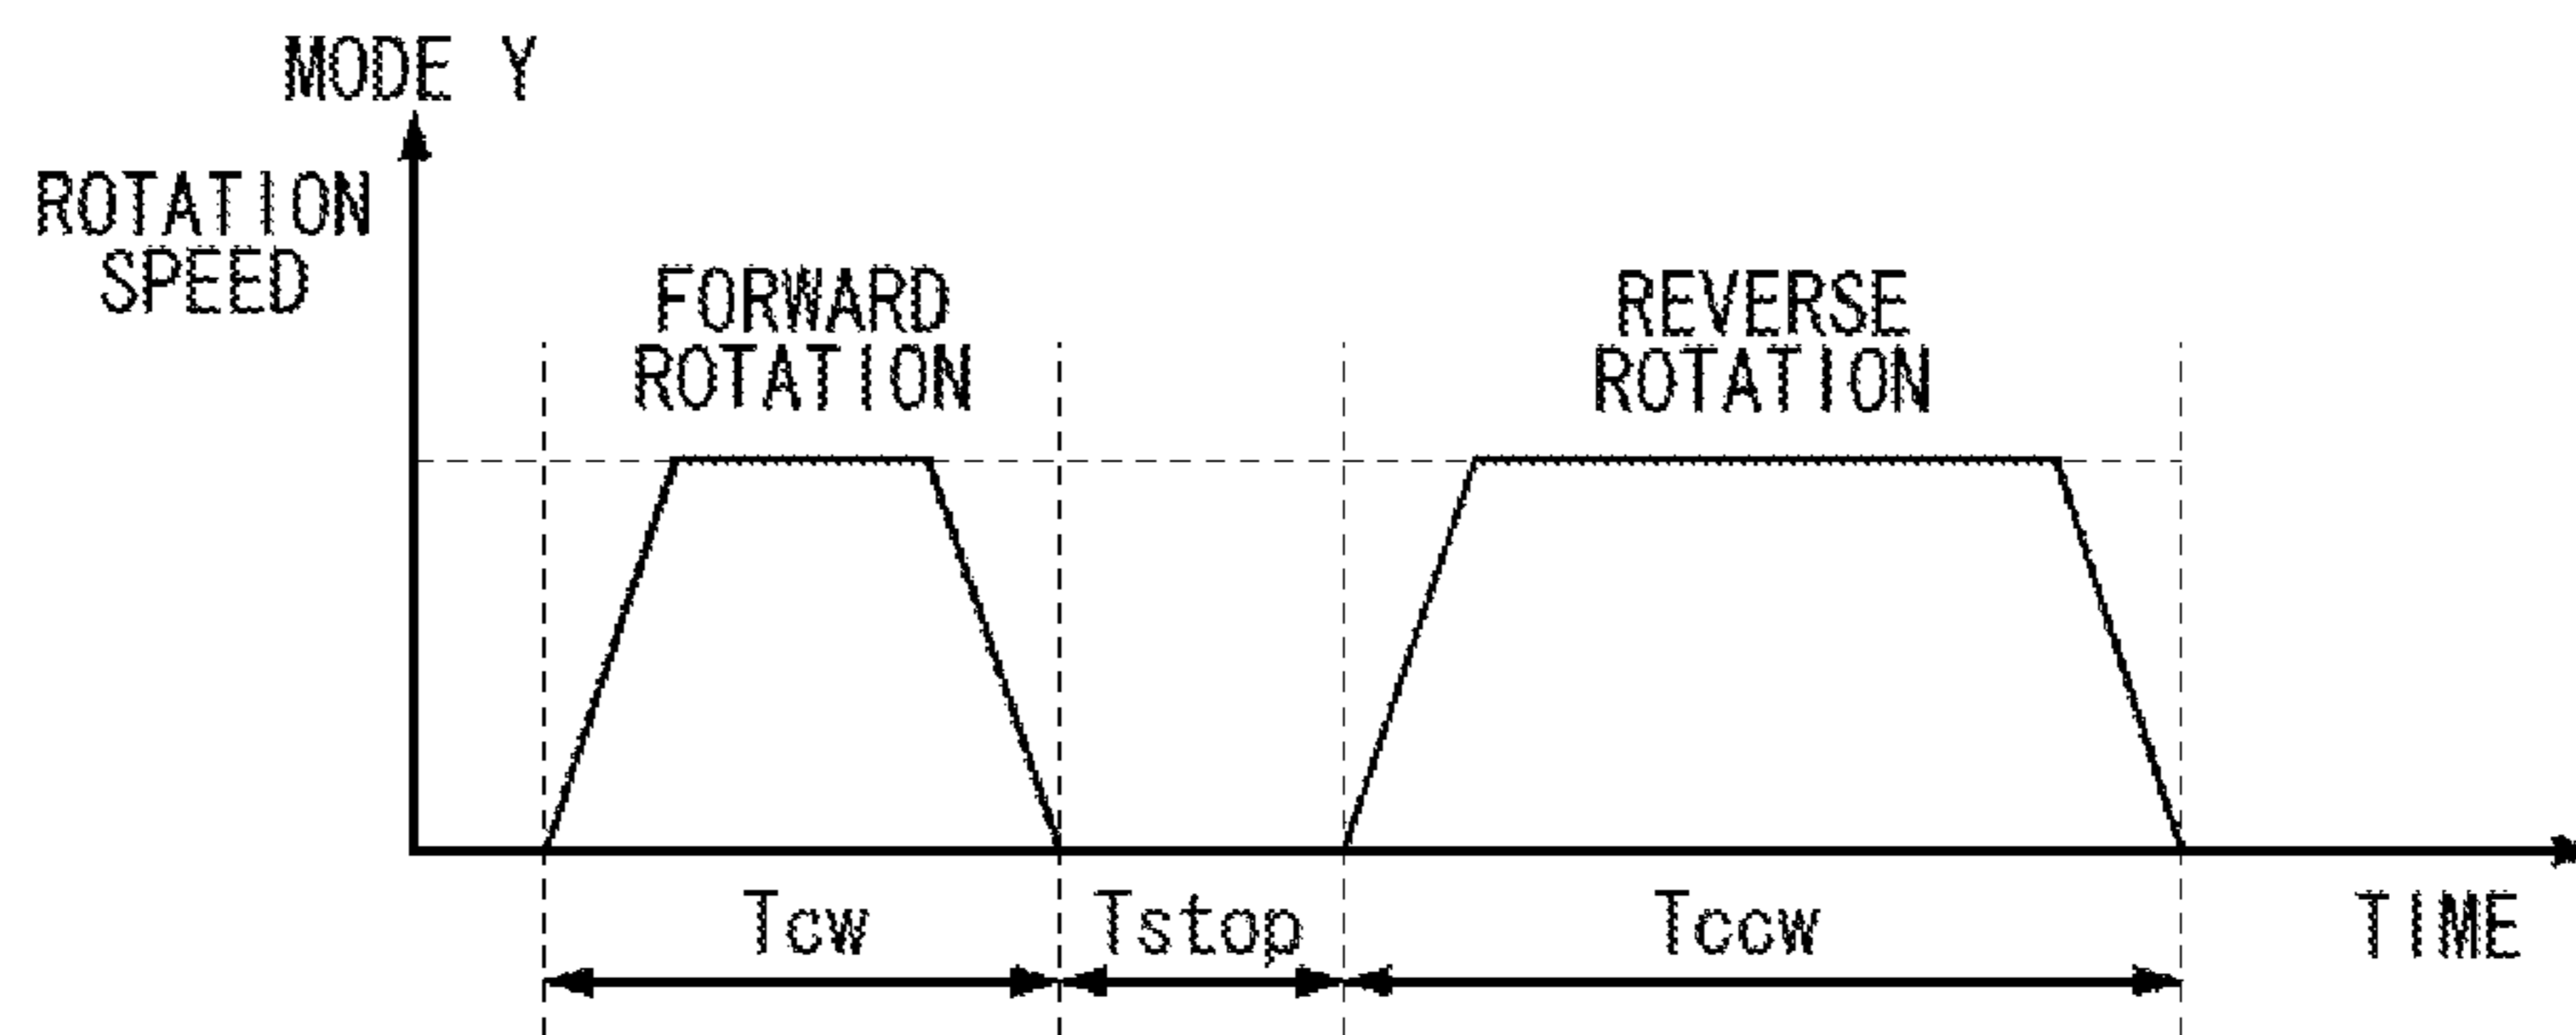 MODE Y
ROTATION
SPEED
FORWARD
ROTATION
REVERSE
ROTATION
Tcw
Tstop
Tccw
TIME